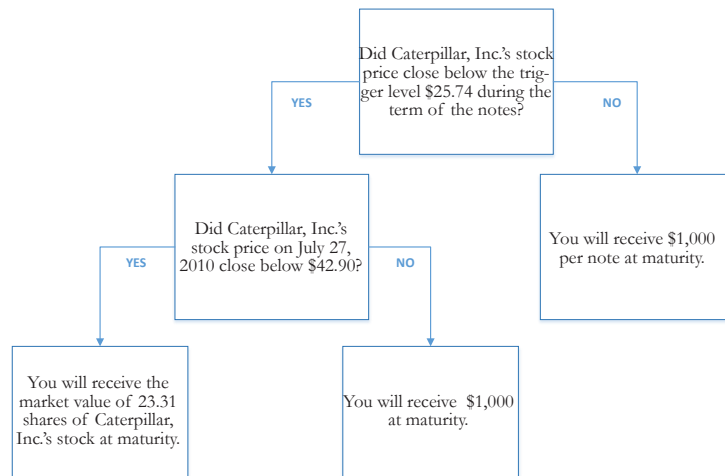 Did Caterpillar, Inc.'s stock
price close below the trig-
ger level $25.74 during the
term of the notes?
YES
NO
Did Caterpillar, Inc.'s
stock price on July 27,
2010 close below $42.90?
You will receive $1,000
per note at maturity.
YES
NO
You will receive the
market value of 23.31
shares of Caterpillar,
Inc.'s stock at maturity.
You will receive $1,000
at maturity.